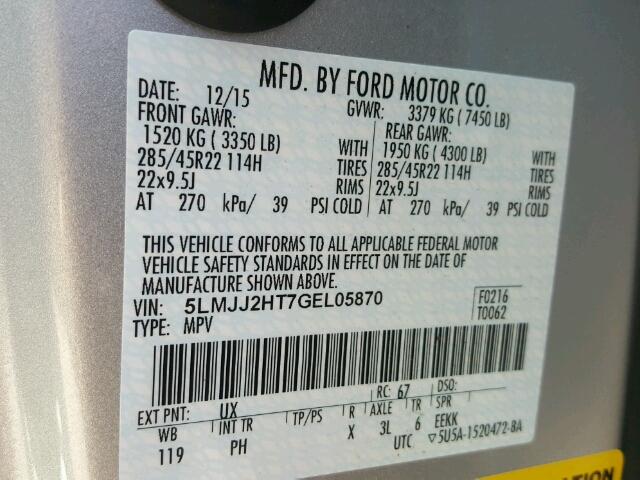 MFD. BY FORD MOTOR CO.
DATE: 12/15 GVWR: 3379 KG (7450 LB)
FRONT GAWR: REAR GAWR:
1520 KG (3350 LB) WITH 1950 KG (4300 LB) WITH
285/45R22 114H TIRES 285/45R22 114H TIRES
22x9.5J RIMS 22x9.5J RIMS
AT 270 kPa/ 39 PSI COLD AT 270 kPa/ 39 PSI COLD
THIS VEHICLE CONFORMS TO ALL APPLICABLE FEDERAL MOTOR
VEHICLE SAFETY STANDARDS IN EFFECT ON THE DATE OF
MANUFACTURE SHOWN ABOVE.
VIN: 5LMJJ2HT7GEL05870 F0216
TYPE: MPV T0062
RC: 67 DSO:
EXT PNT: UX
WB INT TR TP/PS R AXLE TR SPR
119 PH X 3L 6 EEKK
UTC ▽5U5A-1520472-BA